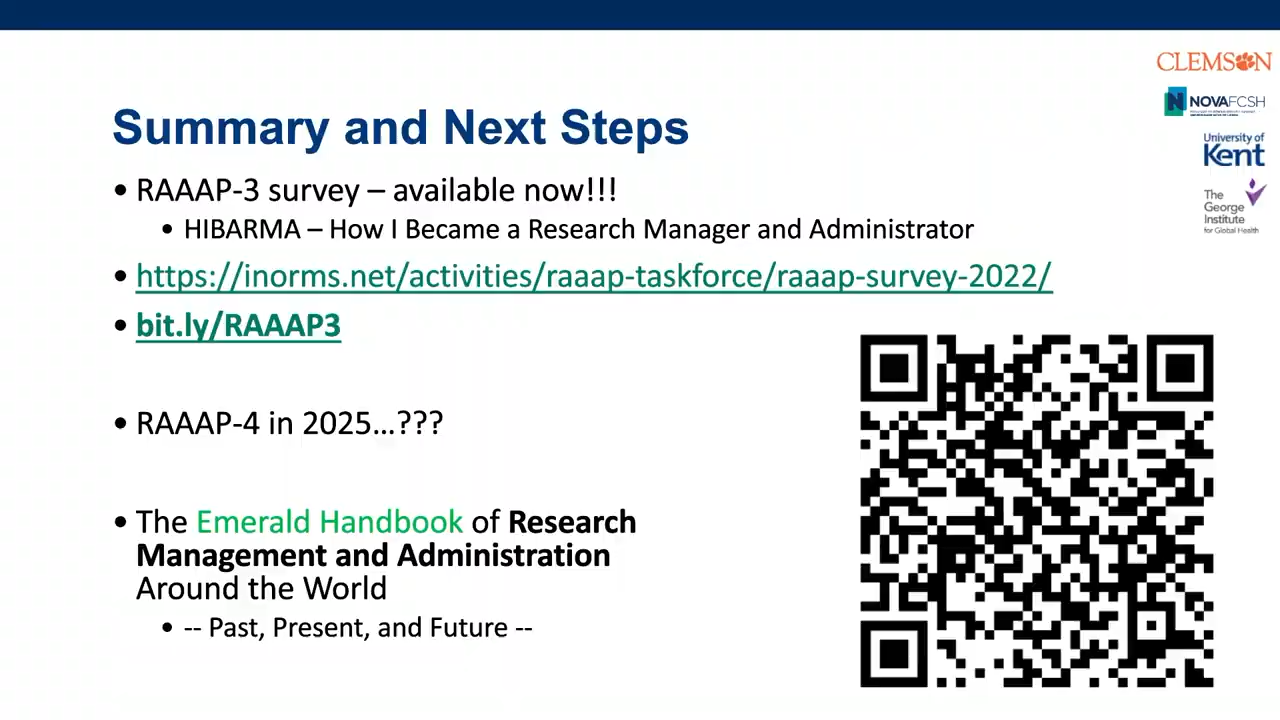 CLEMSON
NOVAFCSH
University of
Kent
The
George
Institute
for Global Health
Summary and Next Steps
• RAAAP-3 survey – available now!!!
• HIBARMA – How I Became a Research Manager and Administrator
• https://inorms.net/activities/raaap-taskforce/raaap-survey-2022/
• bit.ly/RAAAP3
• RAAAP-4 in 2025…???
• The Emerald Handbook of Research
Management and Administration
Around the World
• -- Past, Present, and Future --